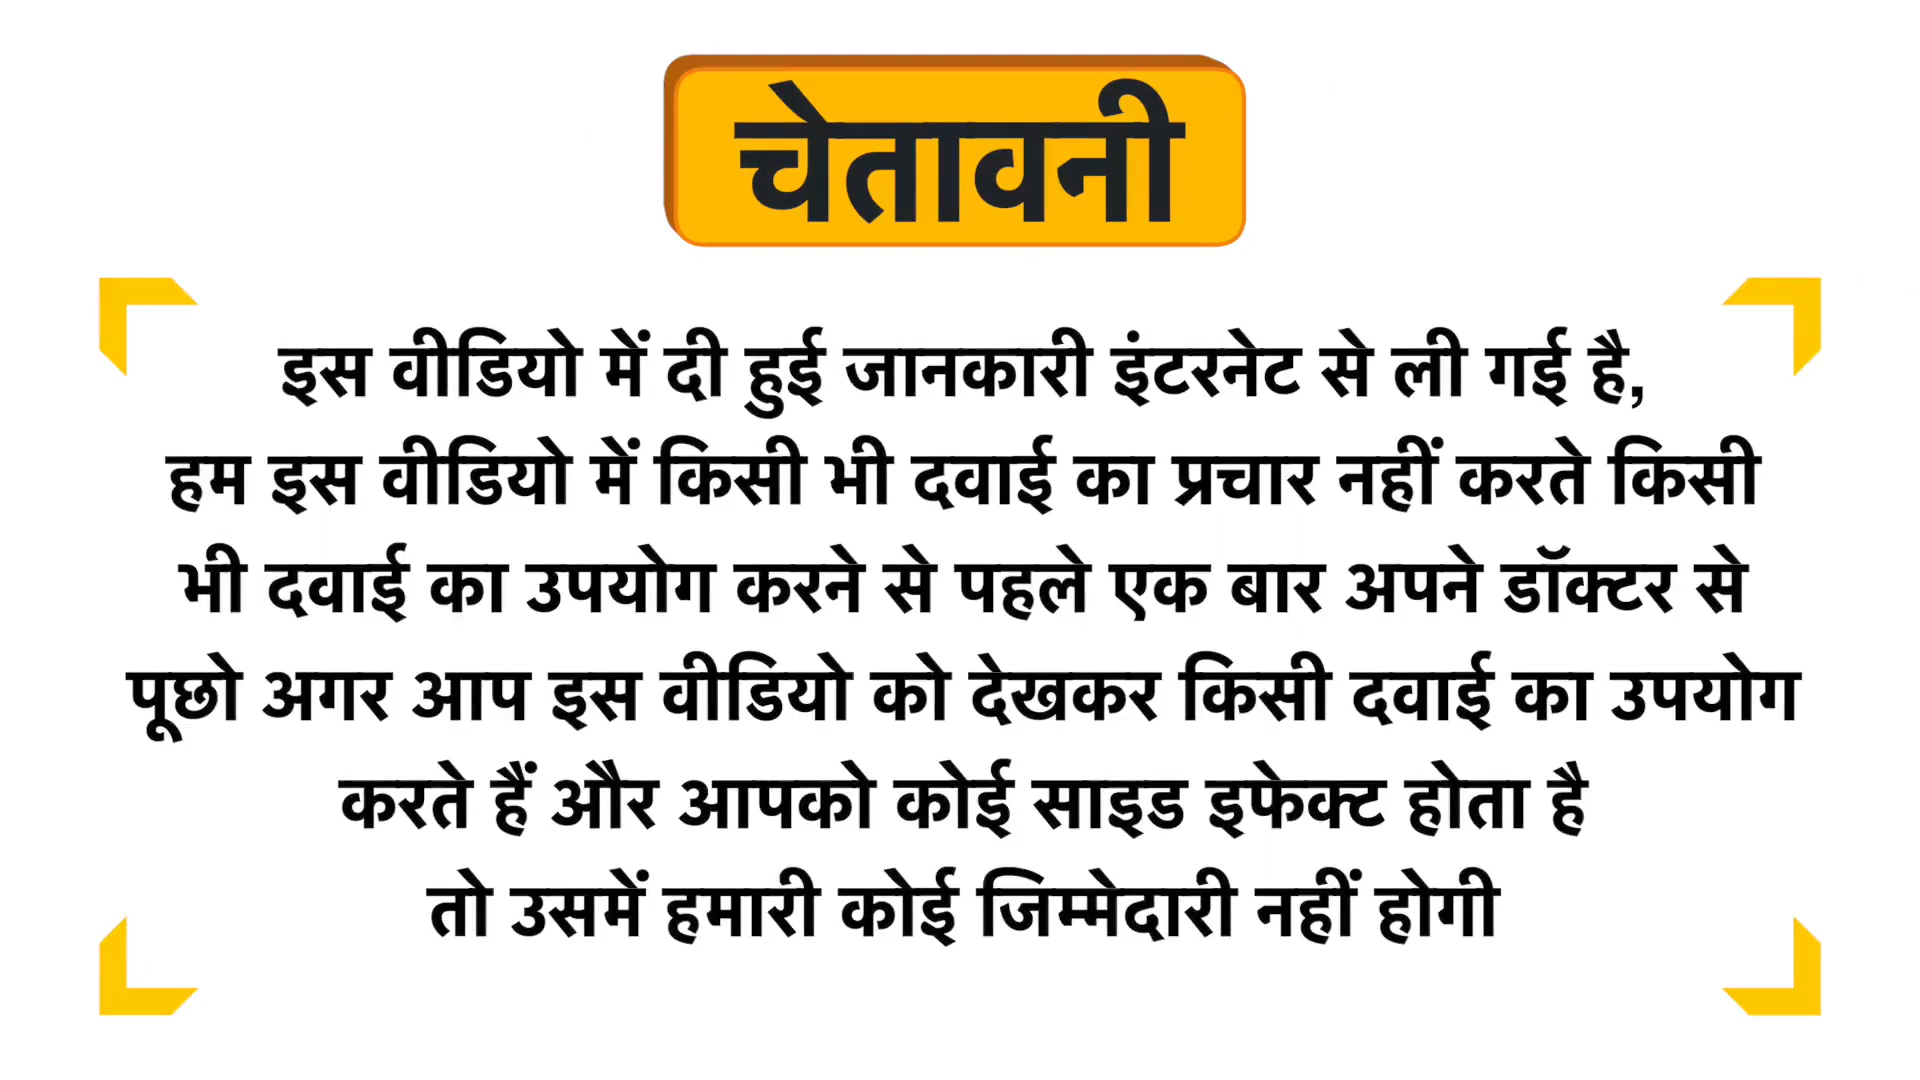 चेतावनी
इस वीडियो में दी हुई जानकारी इंटरनेट से ली गई है,
हम इस वीडियो में किसी भी दवाई का प्रचार नहीं करते किसी
भी दवाई का उपयोग करने से पहले एक बार अपने डॉक्टर से
पूछो अगर आप इस वीडियो को देखकर किसी दवाई का उपयोग
करते हैं और आपको कोई साइड इफेक्ट होता है
तो उसमें हमारी कोई जिम्मेदारी नहीं होगी